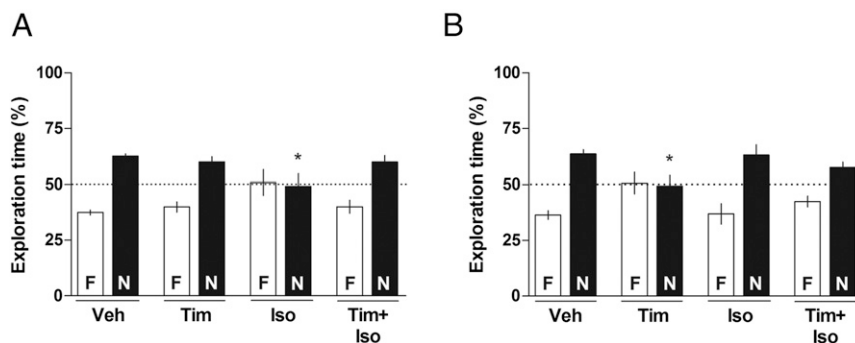 A
Exploration time (%)
100
75
50
25
0
*
F N F N F N F N
Veh Tim Iso Tim+
Iso
B
Exploration time (%)
100
75
50
25
0
*
F N F N F N F N
Veh Tim Iso Tim+
Iso